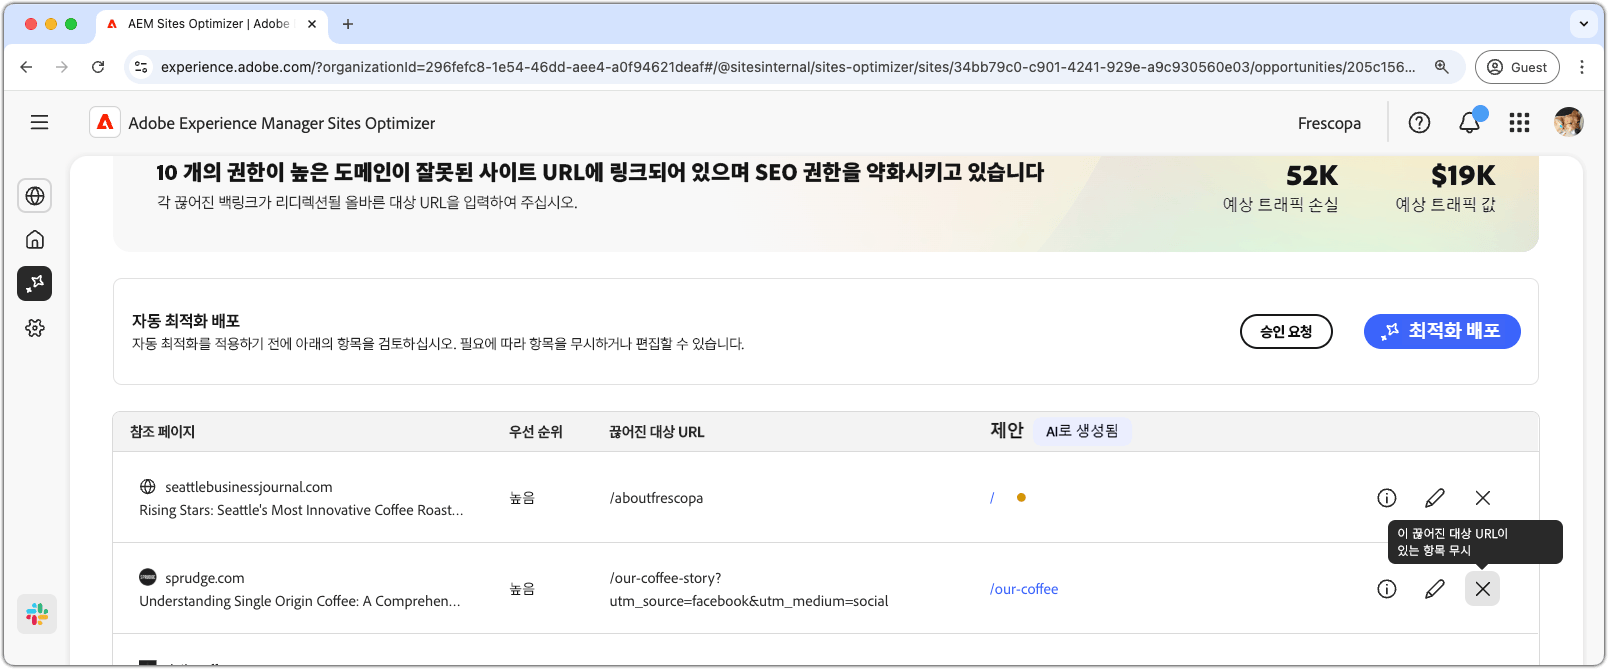 AEM Sites Optimizer | Adobe
experience.adobe.com/?organizationId=296fefc8-1e54-46dd-aee4-a0f94621deaf#/@sitesinternal/sites-optimizer/sites/34bb79c0-c901-4241-929e-a9c930560e03/opportunities/205c156...
Guest
Adobe Experience Manager Sites Optimizer
Frescopa
10 개의 권한이 높은 도메인이 잘못된 사이트 URL에 링크되어 있으며 SEO 권한을 약화시키고 있습니다
각 끊어진 백링크가 리디렉션될 올바른 대상 URL을 입력하여 주십시오.
52K
예상 트래픽 손실
$19K
예상 트래픽 값
자동 최적화 배포
자동 최적화를 적용하기 전에 아래의 항목을 검토하십시오. 필요에 따라 항목을 무시하거나 편집할 수 있습니다.
승인 요청
최적화 배포
참조 페이지
우선 순위
끊어진 대상 URL
제안
AI로 생성됨
seattlebusinessjournal.com
Rising Stars: Seattle's Most Innovative Coffee Roast...
높음
/aboutfrescopa
/
이 끊어진 대상 URL이
있는 항목 무시
sprudge.com
Understanding Single Origin Coffee: A Comprehen...
높음
/our-coffee-story?
utm_source=facebook&utm_medium=social
/our-coffee